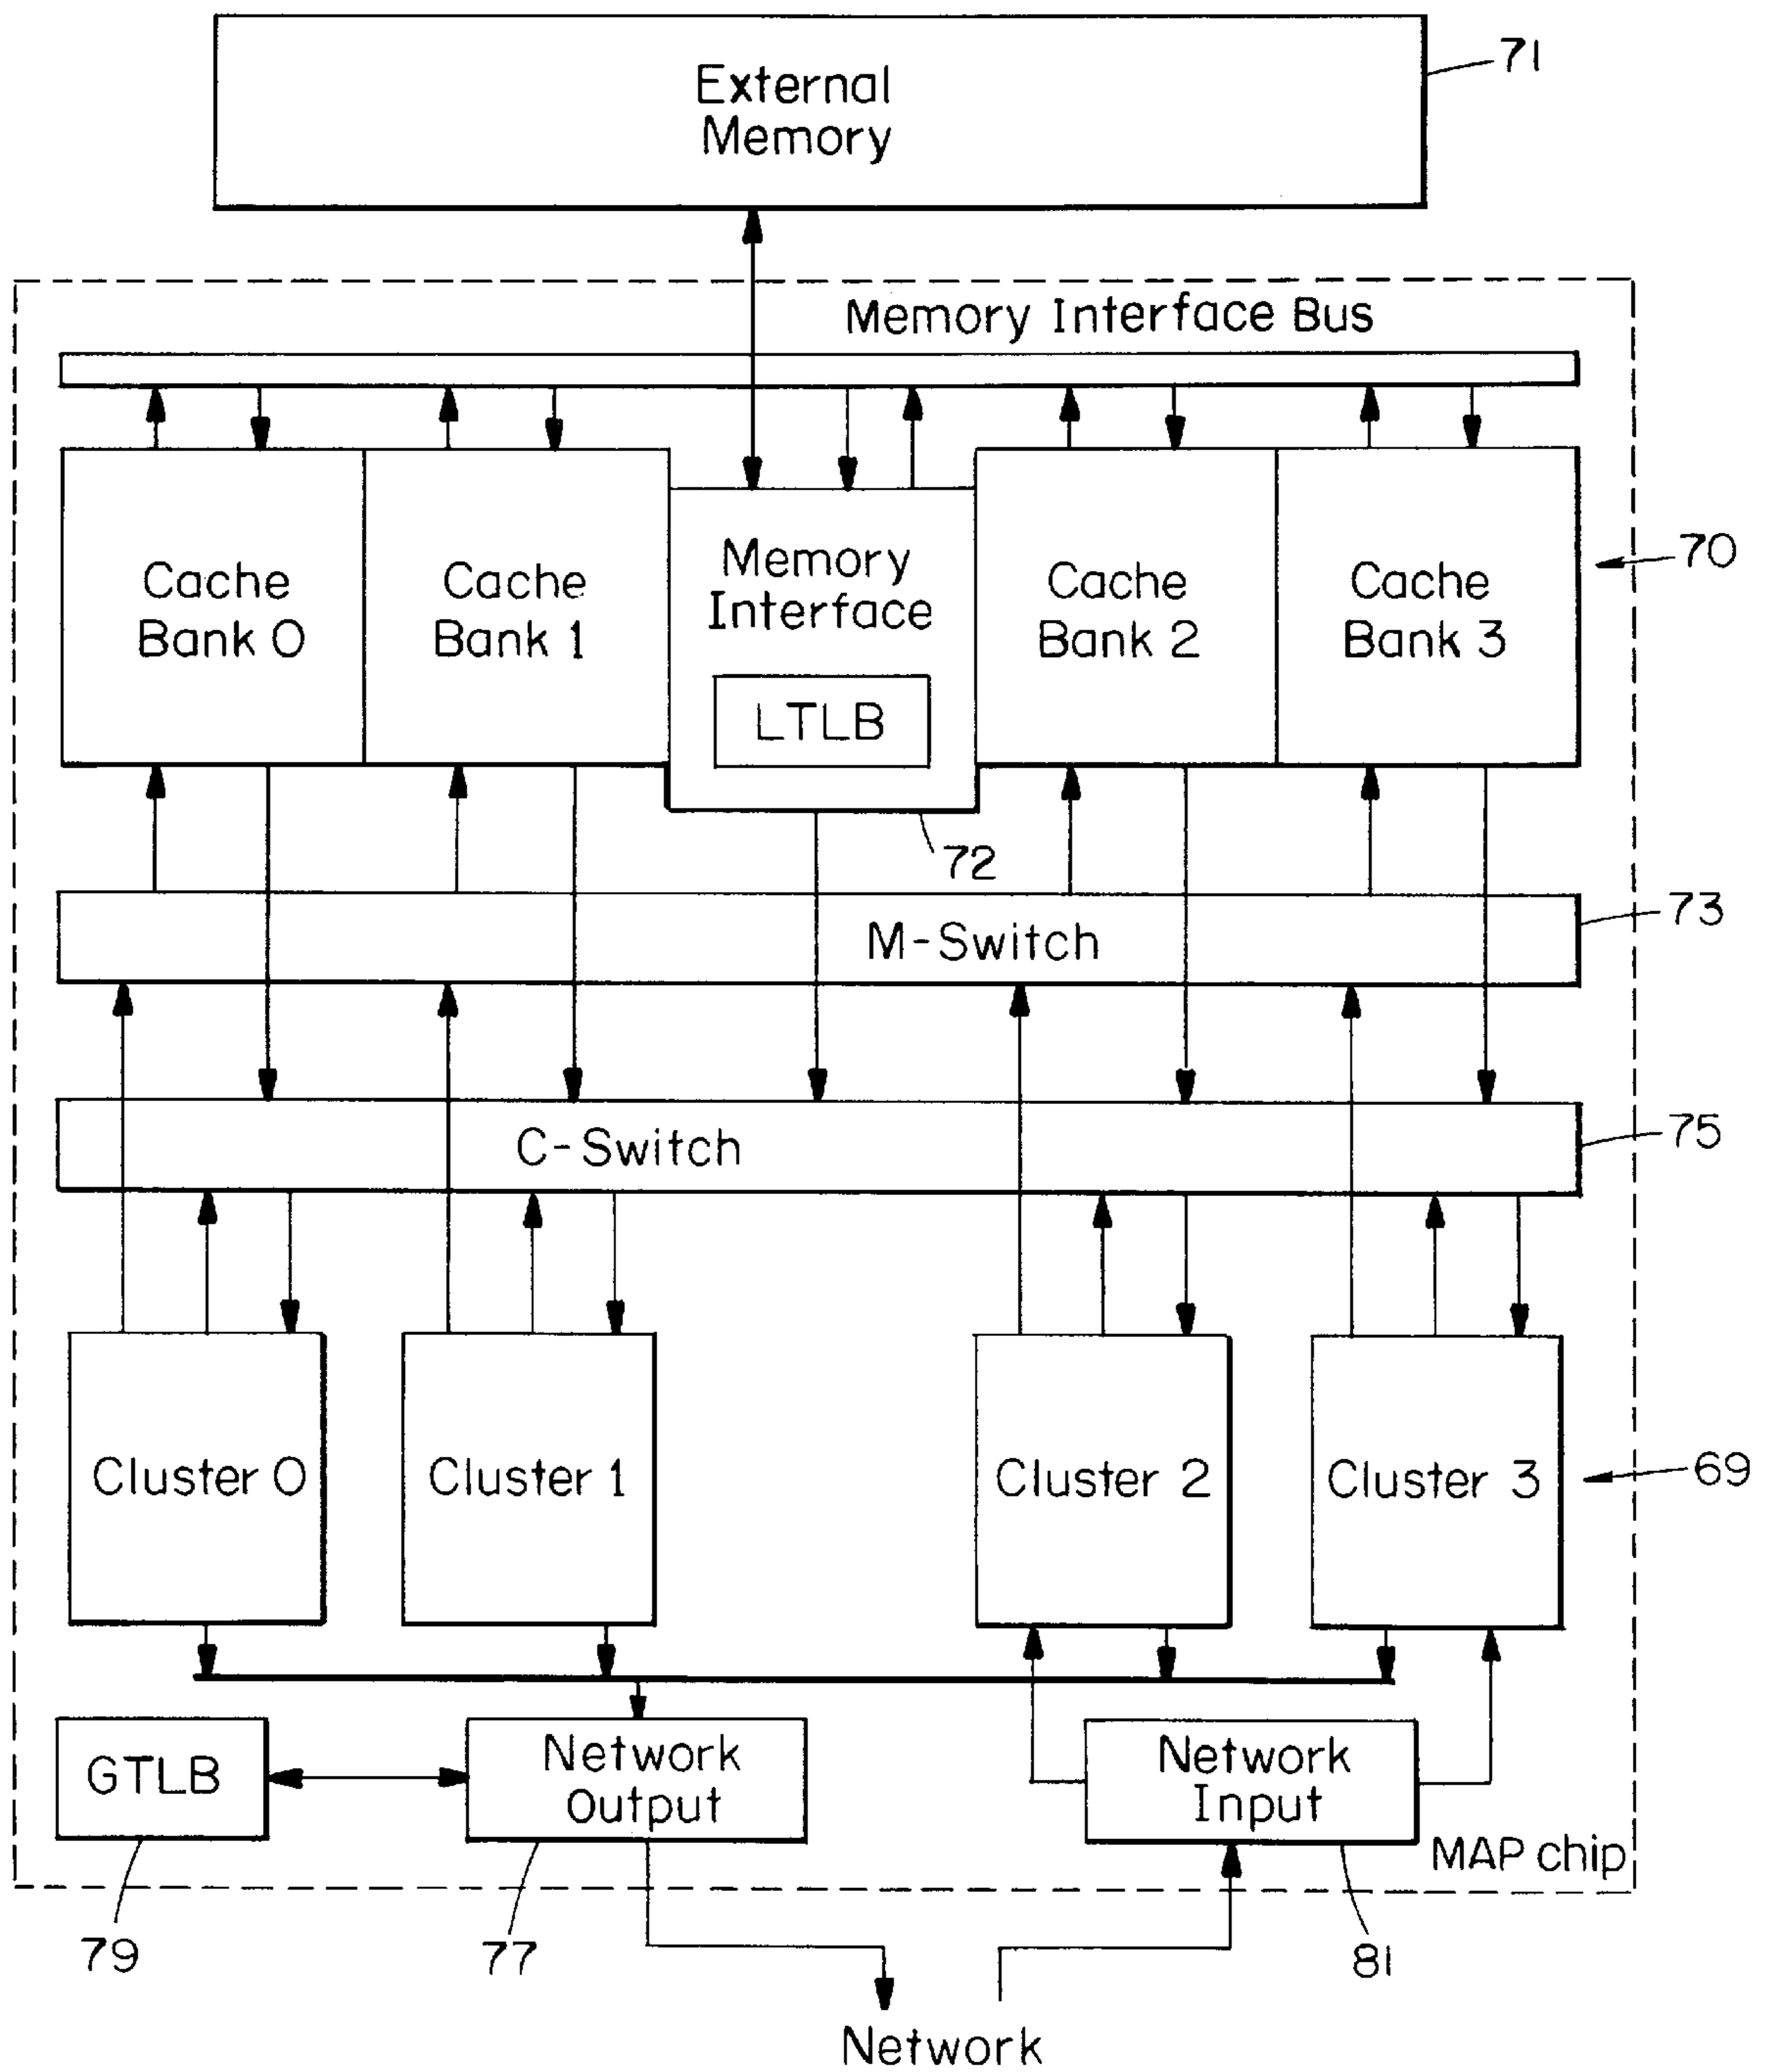 External
Memory
71
Memory Interface Bus
Cache
Bank 0
Cache
Bank 1
Memory
Interface
LTLB
Cache
Bank 2
Cache
Bank 3
70
72
M-Switch
73
C-Switch
75
Cluster 0
Cluster 1
Cluster 2
Cluster 3
69
GTLB
Network
Output
Network
Input
MAP chip
79
77
81
Network